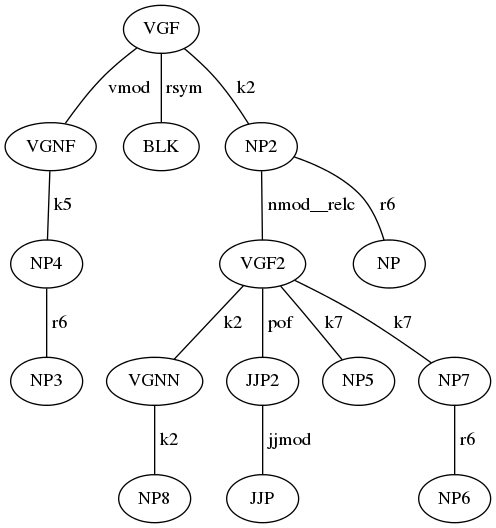 VGF
vmod rsym k2
VGNF BLK NP2
k5 nmod__relc r6
NP4 VGF2 NP
r6 k2 pof k7 k7
NP3 VGNN JJP2 NP5 NP7
k2 jjmod r6
NP8 JJP NP6